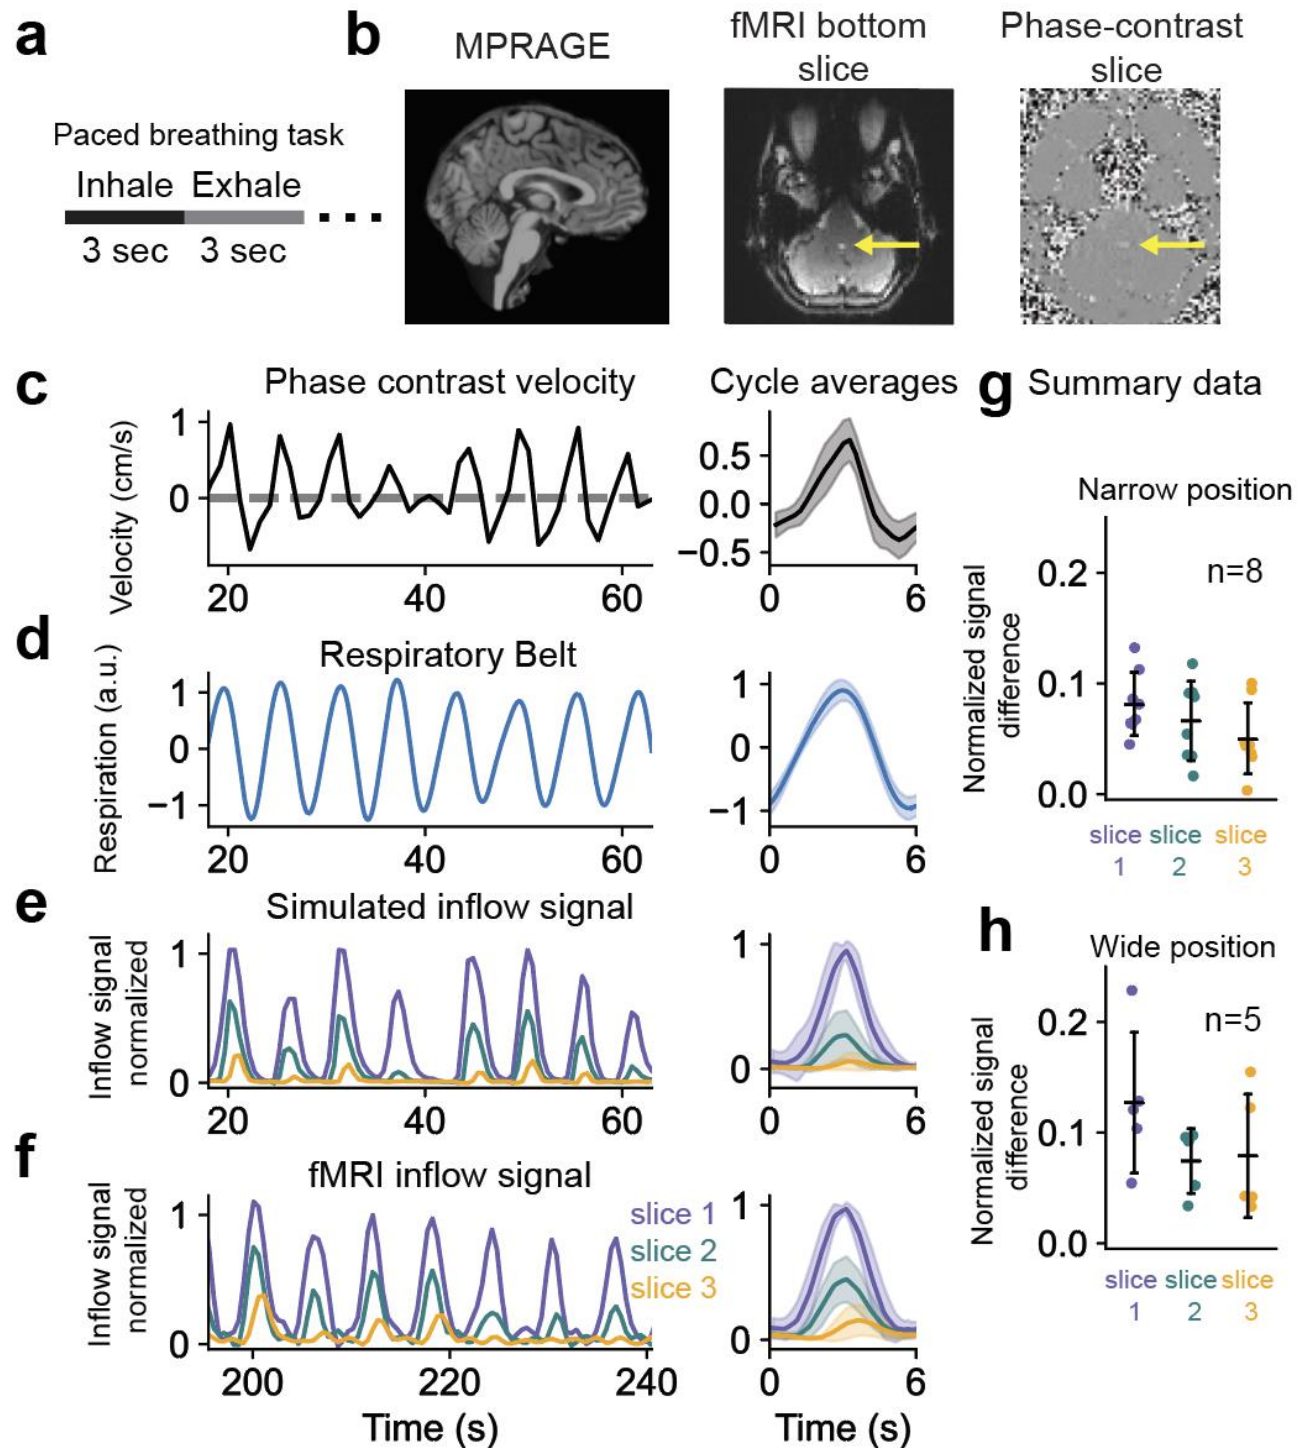 a
Paced breathing task
Inhale Exhale
3 sec 3 sec
b
MPRAGE
fMRI bottom
slice
Phase-contrast
slice
c
Phase contrast velocity
Cycle averages
Velocity (cm/s)
1
0
20 40 60
0.5
0.0
−0.5
0 6
d
Respiratory Belt
Respiration (a.u.)
1
0
−1
20 40 60
1
0
−1
0 6
e
Simulated inflow signal
Inflow signal
normalized
1
0
20 40 60
1
0
0 6
f
fMRI inflow signal
Inflow signal
normalized
1
0
slice 1
slice 2
slice 3
200 220 240
Time (s)
1
0
0 6
Time (s)
g
Summary data
Narrow position
n=8
Normalized signal
difference
0.2
0.1
0.0
slice slice slice
1 2 3
h
Wide position
n=5
Normalized signal
difference
0.2
0.1
0.0
slice slice slice
1 2 3